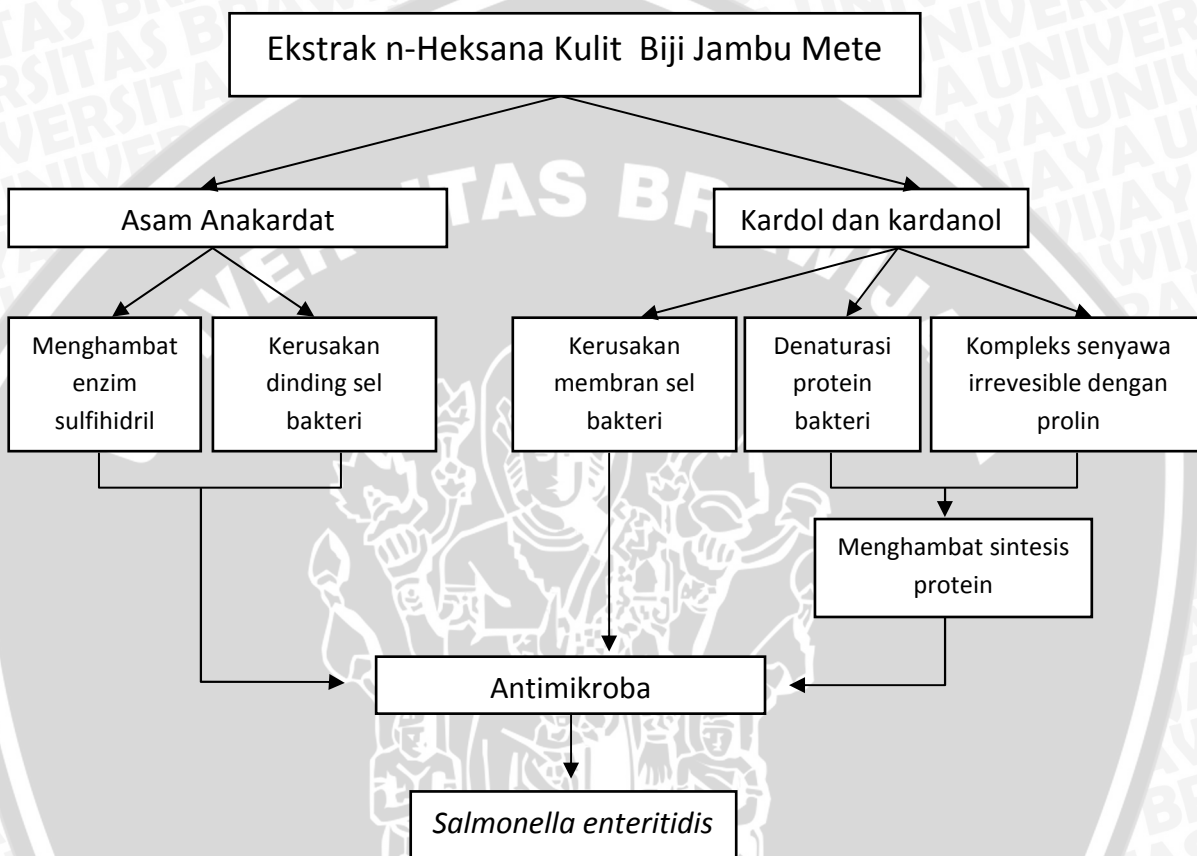 Ekstrak n-Heksana Kulit Biji Jambu Mete
Asam Anakardat
Kardol dan kardanol
Menghambat
enzim
sulfihidril
Kerusakan
dinding sel
bakteri
Kerusakan
membran sel
bakteri
Denaturasi
protein
bakteri
Kompleks senyawa
irrevesible dengan
prolin
Menghambat sintesis
protein
Antimikroba
Salmonella enteritidis